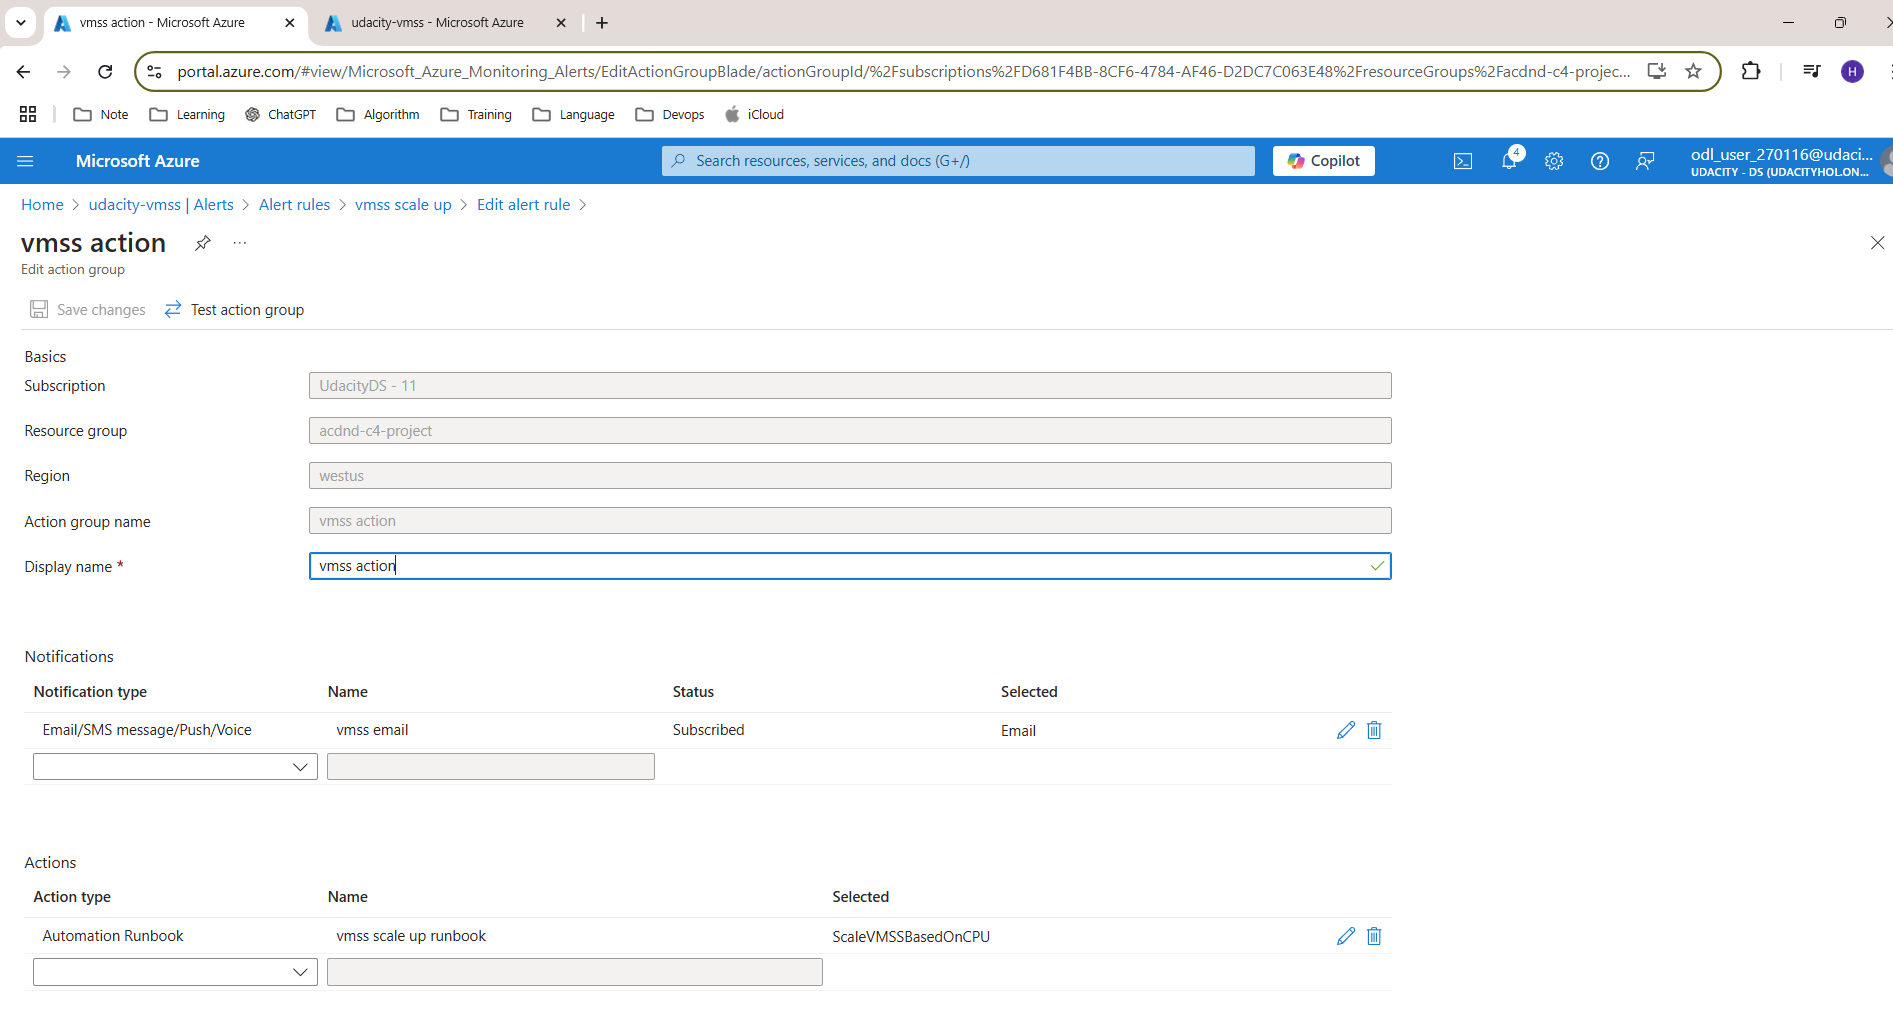 vmss action - Microsoft Azure
udacity-vmss - Microsoft Azure
portal.azure.com/#view/Microsoft_Azure_Monitoring_Alerts/EditActionGroupBlade/actionGroupId/%2Fsubscriptions%2FD681F4BB-8CF6-4784-AF46-D2DC7C063E48%2FresourceGroups%2Facdnd-c4-projec...
H
Note Learning ChatGPT Algorithm Training Language Devops iCloud
Microsoft Azure
Search resources, services, and docs (G+/)
Copilot
4
odl_user_270116@udaci...
UDACITY - DS (UDACITYHOL.ON...
Home > udacity-vmss | Alerts > Alert rules > vmss scale up > Edit alert rule >
vmss action ...
Edit action group
Save changes Test action group
Basics
Subscription UdacityDS - 11
Resource group acdnd-c4-project
Region westus
Action group name vmss action
Display name * vmss action
Notifications
Notification type Name Status Selected
Email/SMS message/Push/Voice vmss email Subscribed Email
Actions
Action type Name Selected
Automation Runbook vmss scale up runbook ScaleVMSSBasedOnCPU